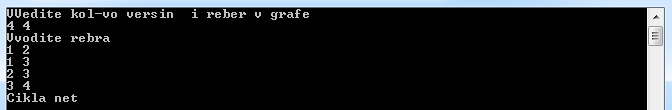 VVedite kol-vo versin  i reber v grafe
4 4
Vvodite rebra
1 2
1 3
2 3
3 4
Cikla net